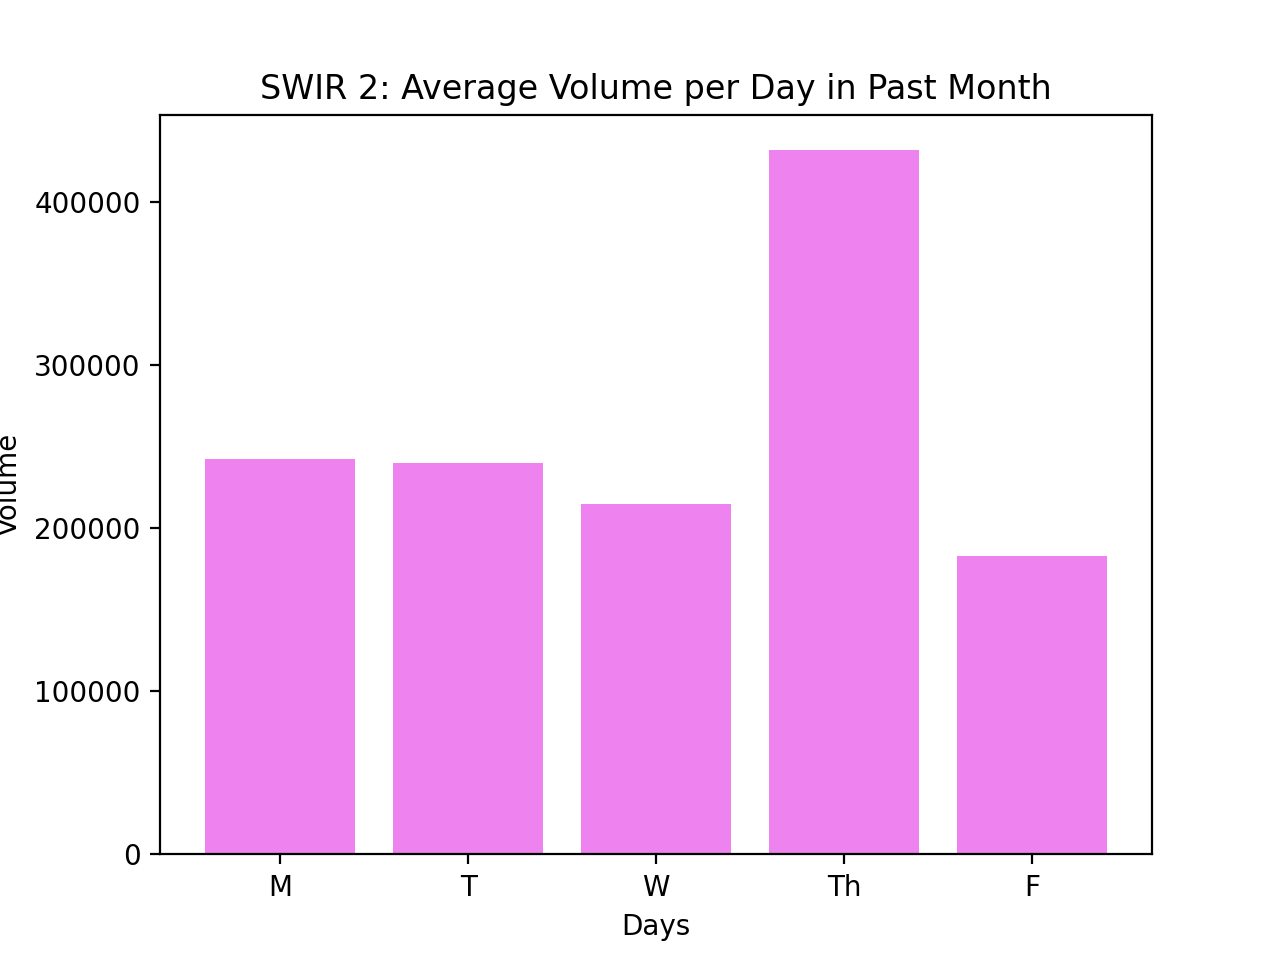 SWIR 2: Average Volume per Day in Past Month
400000
300000
200000
100000
0
Volume
M T W Th F
Days